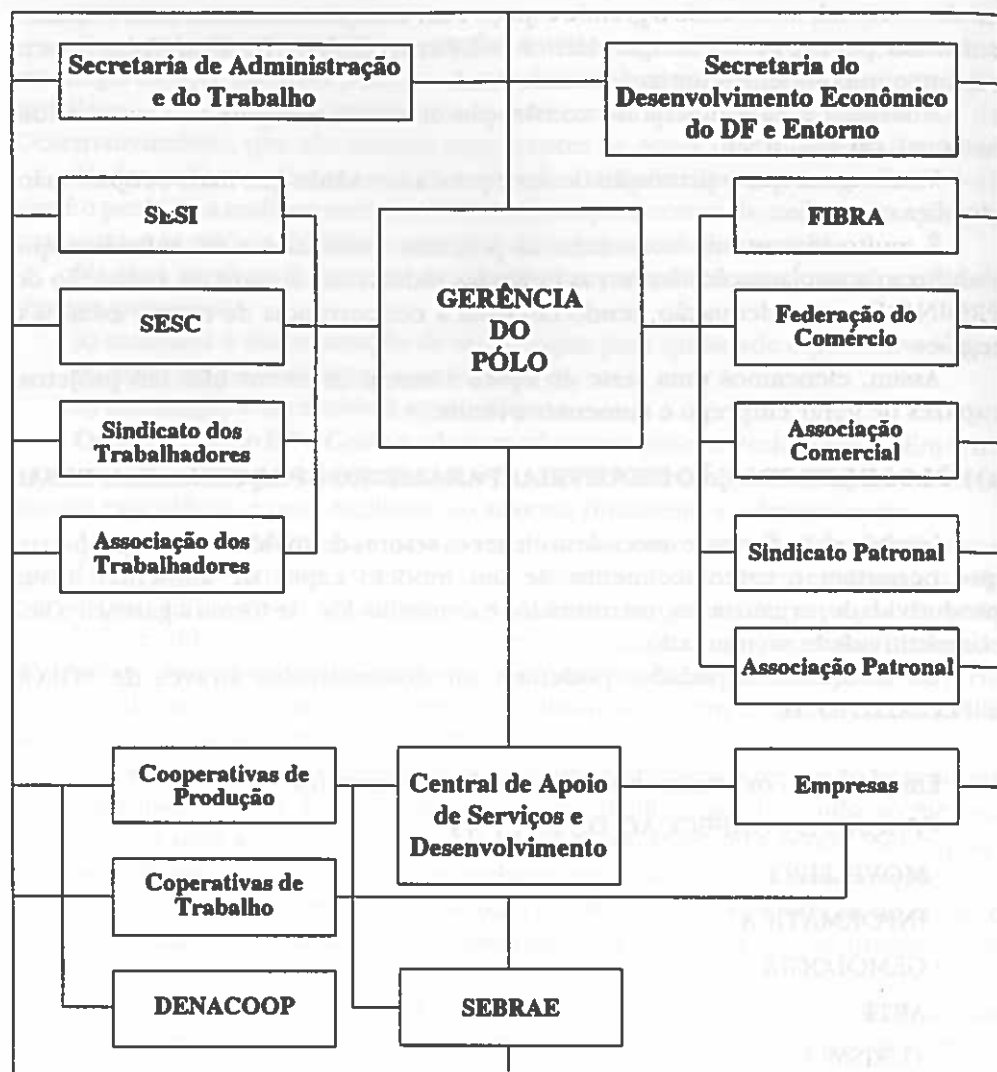 Secretaria de Administração
e do Trabalho
Secretaria do
Desenvolvimento Econômico
do DF e Entorno
SESI
SESC
Sindicato dos
Trabalhadores
Associação dos
Trabalhadores
GERÊNCIA
DO
PÓLO
FIBRA
Federação do
Comércio
Associação
Comercial
Sindicato Patronal
Associação Patronal
Cooperativas de
Produção
Coperativas de
Trabalho
DENACOOP
Central de Apoio
de Serviços e
Desenvolvimento
SEBRAE
Empresas